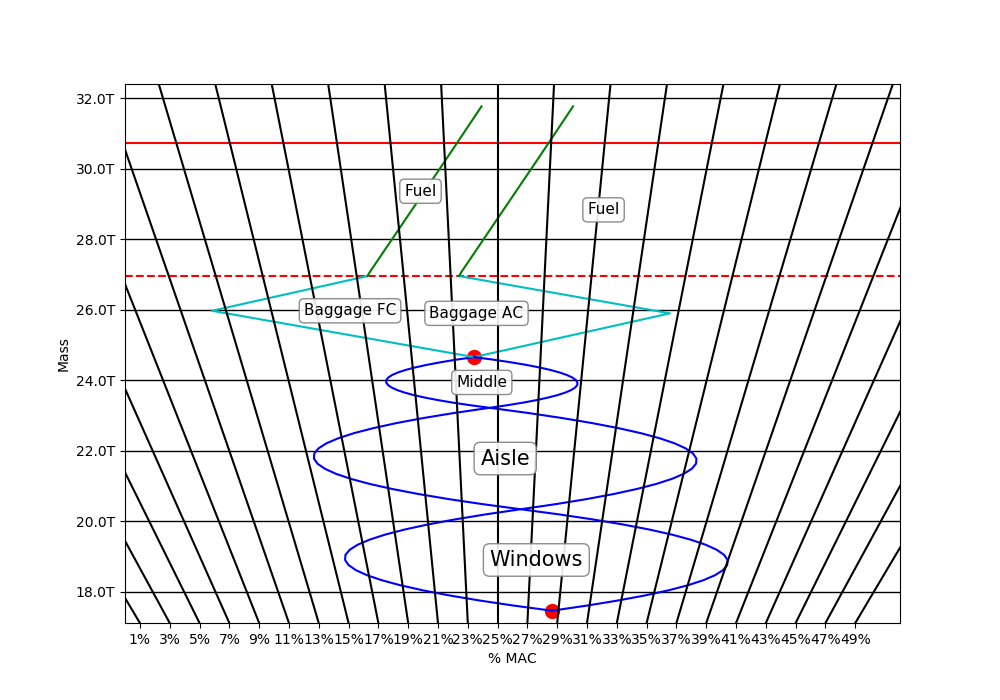 32.0T
30.0T
28.0T
26.0T
24.0T
22.0T
20.0T
18.0T
Mass
Fuel
Fuel
Baggage FC
Baggage AC
Middle
Aisle
Windows
1% 3% 5% 7% 9% 11% 13% 15% 17% 19% 21% 23% 25% 27% 29% 31% 33% 35% 37% 39% 41% 43% 45% 47% 49%
% MAC